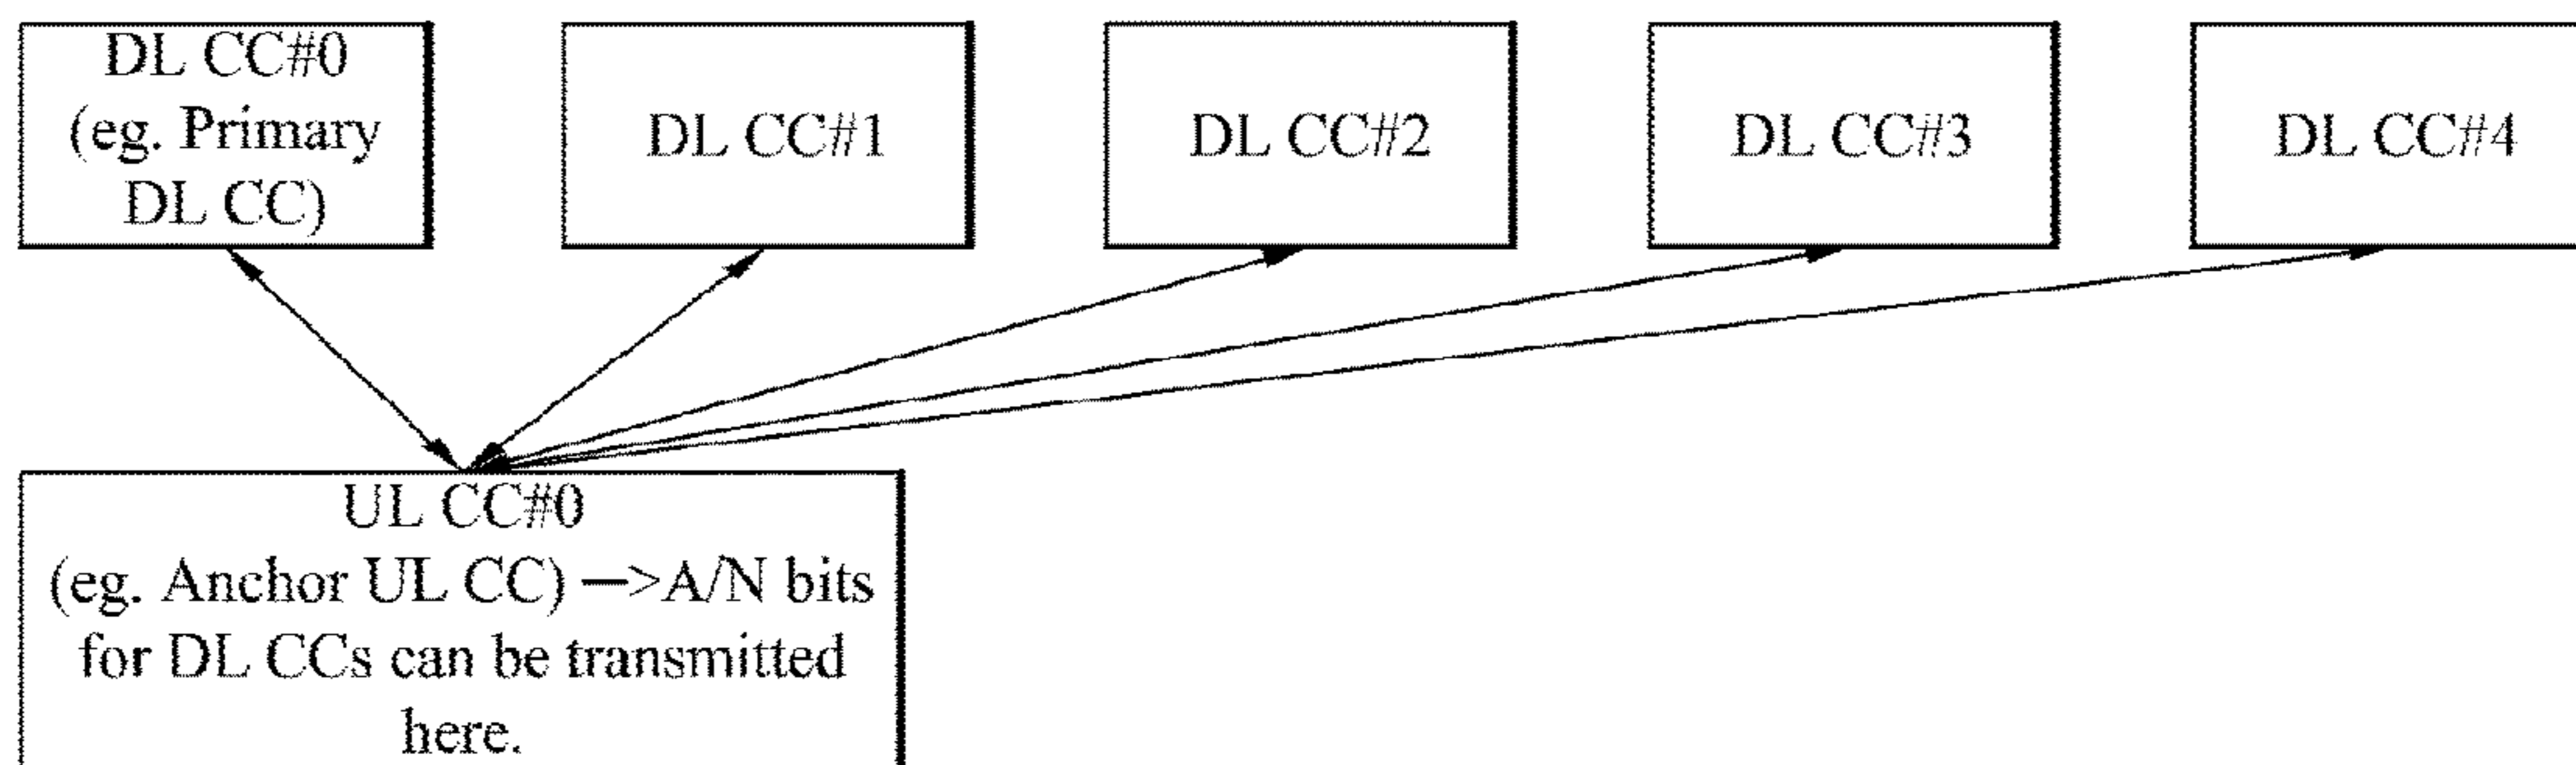 DL CC#0
(eg. Primary
DL CC)
DL CC#1
DL CC#2
DL CC#3
DL CC#4
UL CC#0
(eg. Anchor UL CC) —>A/N bits
for DL CCs can be transmitted
here.